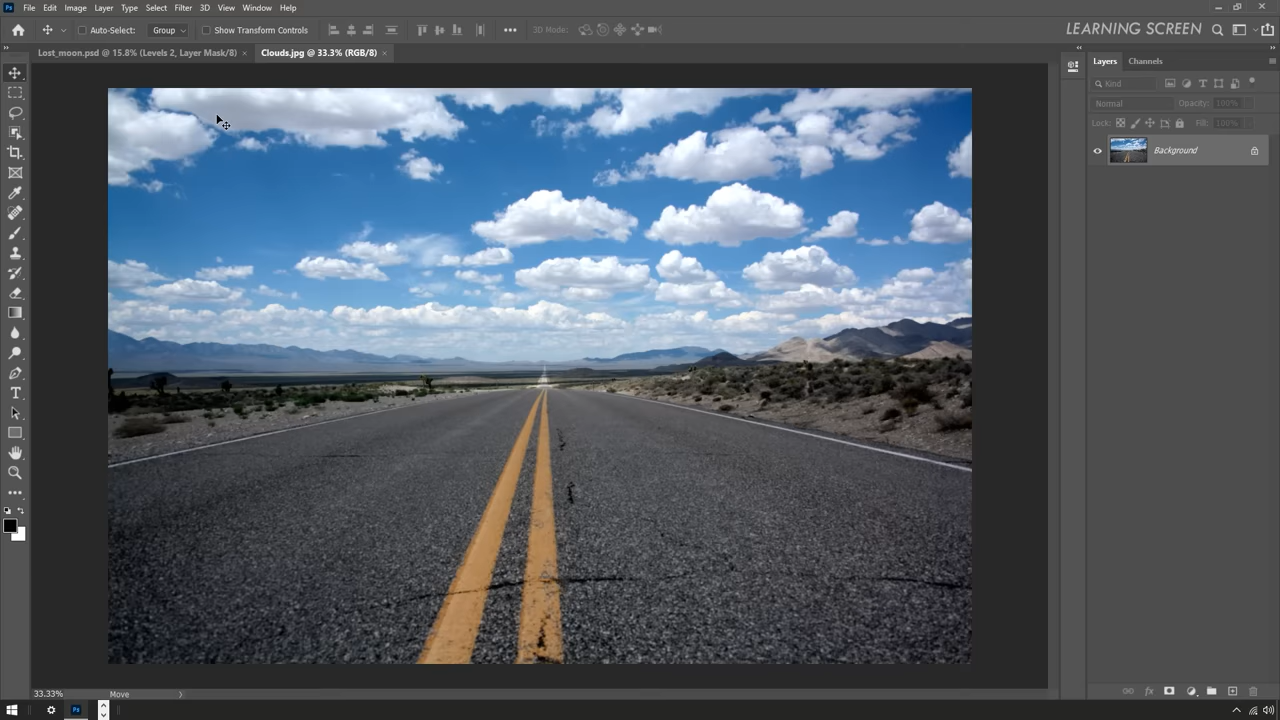 File Edit Image Layer Type Select Filter 3D View Window Help
Auto-Select: Group Show Transform Controls 3D Mode: LEARNING SCREEN
Lost_moon.psd @ 15.8% (Levels 2, Layer Mask/8) × Clouds.jpg @ 33.3% (RGB/8) ×
Layers Channels
Kind
Normal Opacity: 100%
Lock: Fill: 100%
Background
33.33% Move